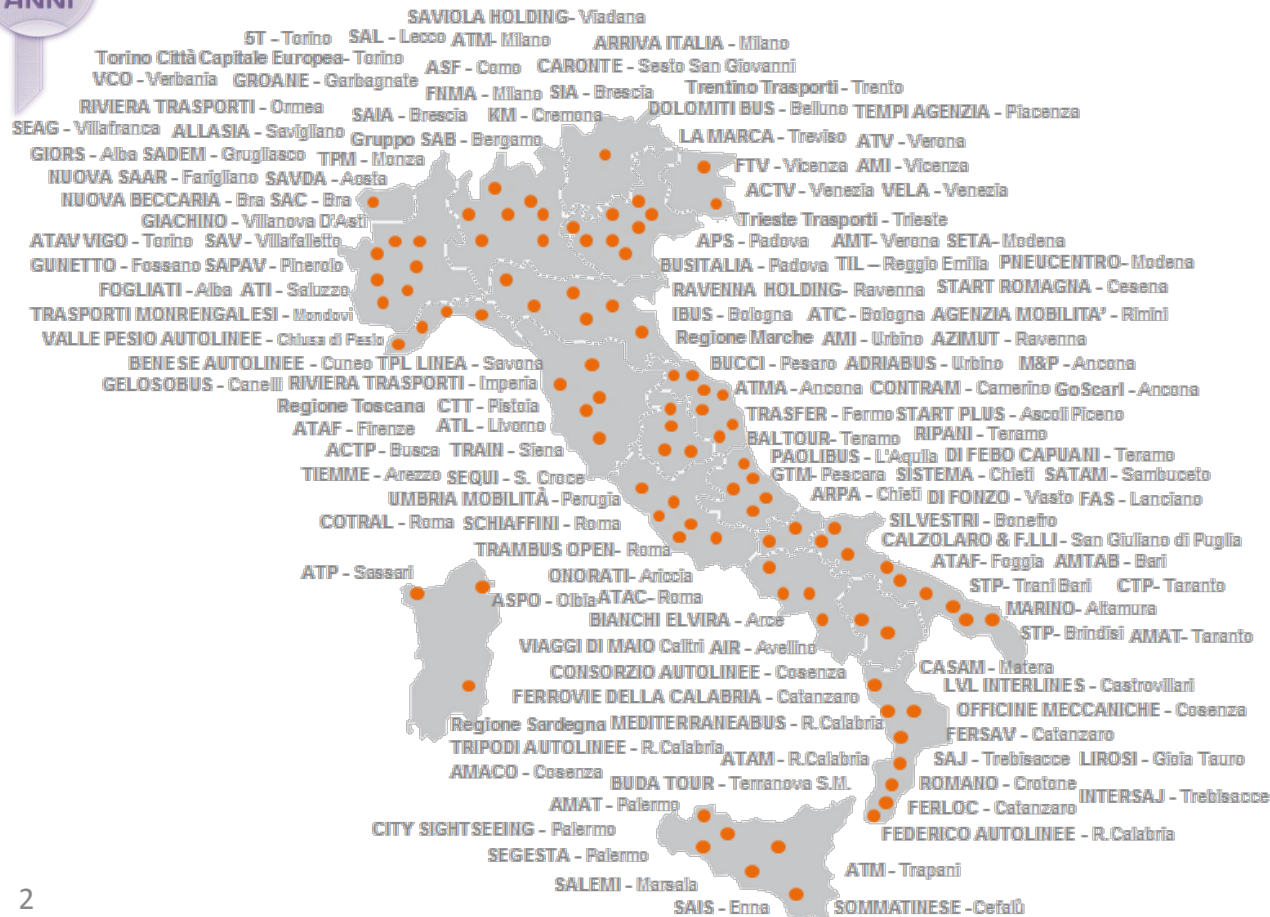 ANNI
SAVIOLA HOLDING- Viadana
5T - Torino SAL - Lecco ATM- Milano ARRIVA ITALIA - Milano
Torino Città Capitale Europea- Torino ASF - Como CARONTE - Sesto San Giovanni
VCO - Verbania GROANE - Garbagnate FNMA - Milano SIA - Brescia Trentino Trasporti - Trento
RIVIERA TRASPORTI - Ormea SAIA - Brescia KM - Cremona DOLOMITI BUS - Belluno TEMPI AGENZIA - Piacenza
SEAG - Villafranca ALLASIA - Savigliano Gruppo SAB - Bergamo LA MARCA - Treviso ATV - Verona
GIORS - Alba SADEM - Grugliasco TPM - Monza FTV - Vicenza AMI - Vicenza
NUOVA SAAR - Farigliano SAVDA - Aosta ACTV - Venezia VELA - Venezia
NUOVA BECCARIA - Bra SAC - Bra
GIACHINO - Villanova D'Asti Trieste Trasporti - Trieste
ATAV VIGO - Torino SAV - Villafalletto APS - Padova AMT- Verona SETA- Modena
GUNETTO - Fossano SAPAV - Pinerolo BUSITALIA - Padova TIL – Reggio Emilia PNEUCENTRO- Modena
FOGLIATI - Alba ATI - Saluzzo RAVENNA HOLDING- Ravenna START ROMAGNA - Cesena
TRASPORTI MONREGALESI - Mondovì IBUS - Bologna ATC - Bologna AGENZIA MOBILITA' - Rimini
VALLE PESIO AUTOLINEE - Chiusa di Pesio Regione Marche AMI - Urbino AZIMUT - Ravenna
BENESE AUTOLINEE - Cuneo TPL LINEA - Savona BUCCI - Pesaro ADRIABUS - Urbino M&P - Ancona
GELOSOBUS - Canelli RIVIERA TRASPORTI - Imperia ATMA - Ancona CONTRAM - Camerino GoScarl - Ancona
Regione Toscana CTT - Pistoia TRASFER - Fermo START PLUS - Ascoli Piceno
ATAF - Firenze ATL - Livorno BALTOUR- Teramo RIPANI - Teramo
ACTP - Busca TRAIN - Siena PAOLIBUS - L'Aquila DI FEBO CAPUANI - Teramo
TIEMME - Arezzo SEQUI - S. Croce GTM- Pescara SISTEMA - Chieti SATAM - Sambuceto
UMBRIA MOBILITÀ - Perugia ARPA - Chieti DI FONZO - Vasto FAS - Lanciano
COTRAL - Roma SCHIAFFINI - Roma SILVESTRI - Bonefro
CALZOLARO & F.LLI - San Giuliano di Puglia
TRAMBUS OPEN- Roma ATAF- Foggia AMTAB - Bari
ATP - Sassari ONORATI- Ariccia STP- Trani Bari CTP- Taranto
ASPO - Olbia ATAC- Roma MARINO- Altamura
BIANCHI ELVIRA - Arce STP- Brindisi AMAT- Taranto
VIAGGI DI MAIO Calitri AIR - Avellino
CONSORZIO AUTOLINEE - Cosenza CASAM - Matera
FERROVIE DELLA CALABRIA - Catanzaro LVL INTERLINES - Castrovillari
Regione Sardegna MEDITERRANEABUS - R.Calabria OFFICINE MECCANICHE - Cosenza
FERSAV - Catanzaro
TRIPODI AUTOLINEE - R.Calabria ATAM - R.Calabria SAJ - Trebisacce LIROSI - Gioia Tauro
AMACO - Cosenza BUDA TOUR - Terranova S.M. ROMANO - Crotone INTERSAJ - Trebisacce
AMAT - Palermo FERLOC - Catanzaro
CITY SIGHTSEEING - Palermo FEDERICO AUTOLINEE - R.Calabria
SEGESTA - Palermo
SALEMI - Marsala ATM - Trapani
SAIS - Enna SOMMATINESE -Cefalù
2